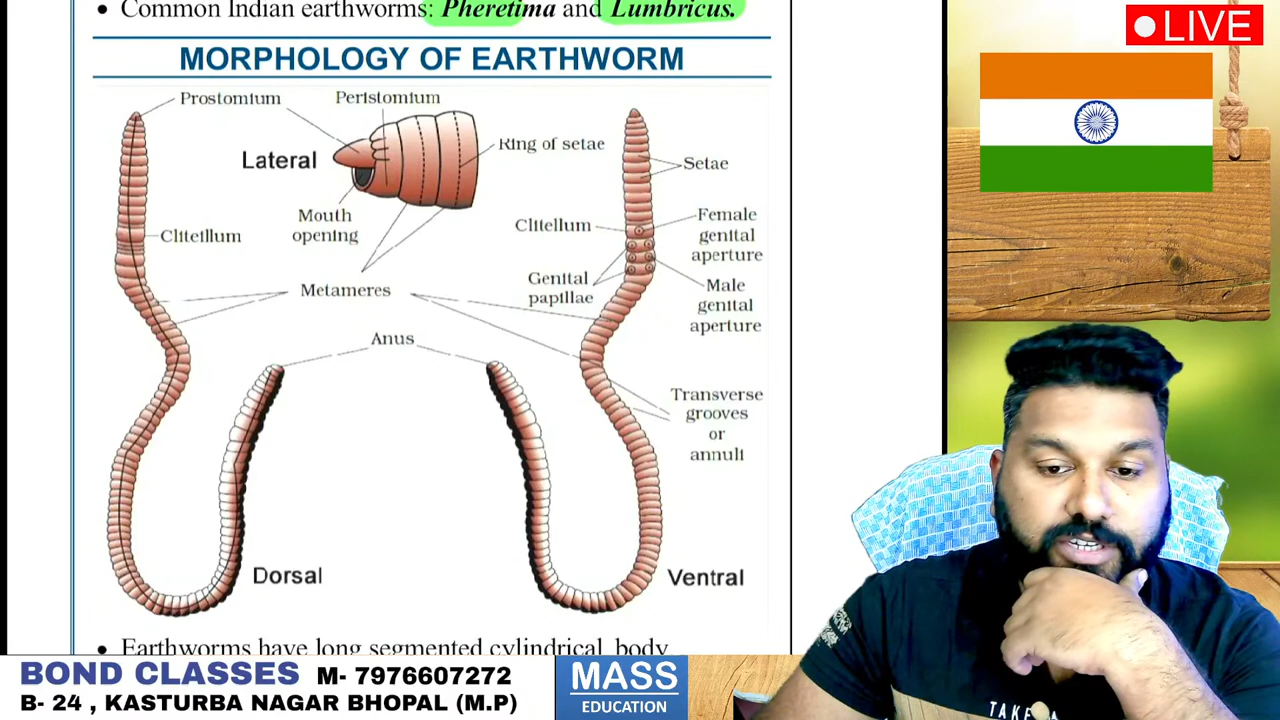 • Common Indian earthworms: Pheretima and Lumbricus.
LIVE
MORPHOLOGY OF EARTHWORM
Prostomium
Peristomium
Lateral
Ring of setae
Setae
Mouth
opening
Cliteillum
Clitellum
Female
genital
aperture
Genital
papillae
Metameres
Male
genital
aperture
Anus
Transverse
grooves
or
annuli
Dorsal
Ventral
• Earthworms have long segmented cylindrical body
BOND CLASSES M- 7976607272
B- 24 , KASTURBA NAGAR BHOPAL (M.P)
MASS
EDUCATION